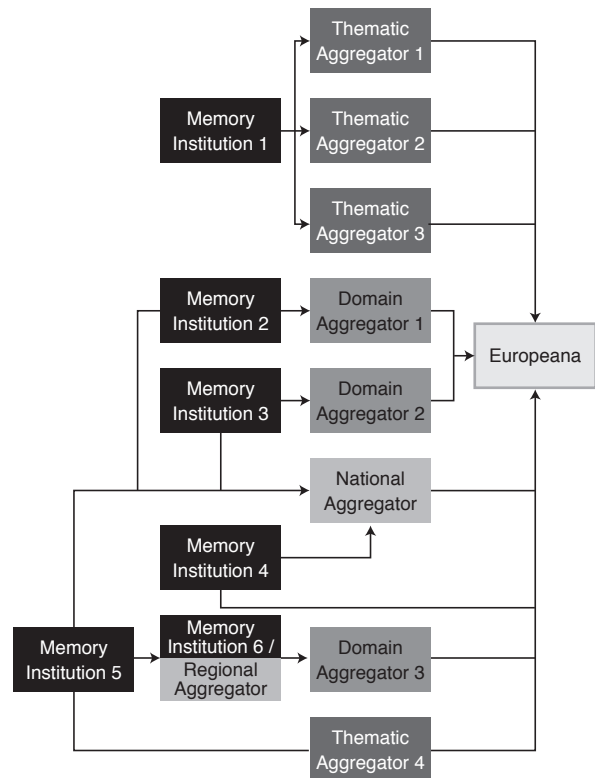 Thematic
Aggregator 1
Memory
Institution 1
Thematic
Aggregator 2
Thematic
Aggregator 3
Memory
Institution 2
Domain
Aggregator 1
Europeana
Memory
Institution 3
Domain
Aggregator 2
National
Aggregator
Memory
Institution 4
Memory
Institution 5
Memory
Institution 6 /
Regional
Aggregator
Domain
Aggregator 3
Thematic
Aggregator 4